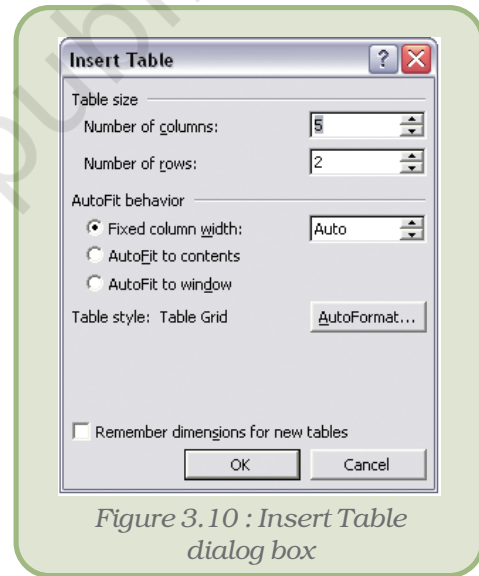 Insert Table
Table size
Number of columns: 5
Number of rows: 2
AutoFit behavior
Fixed column width: Auto
AutoFit to contents
AutoFit to window
Table style: Table Grid AutoFormat...
Remember dimensions for new tables
OK Cancel
Figure 3.10 : Insert Table
dialog box